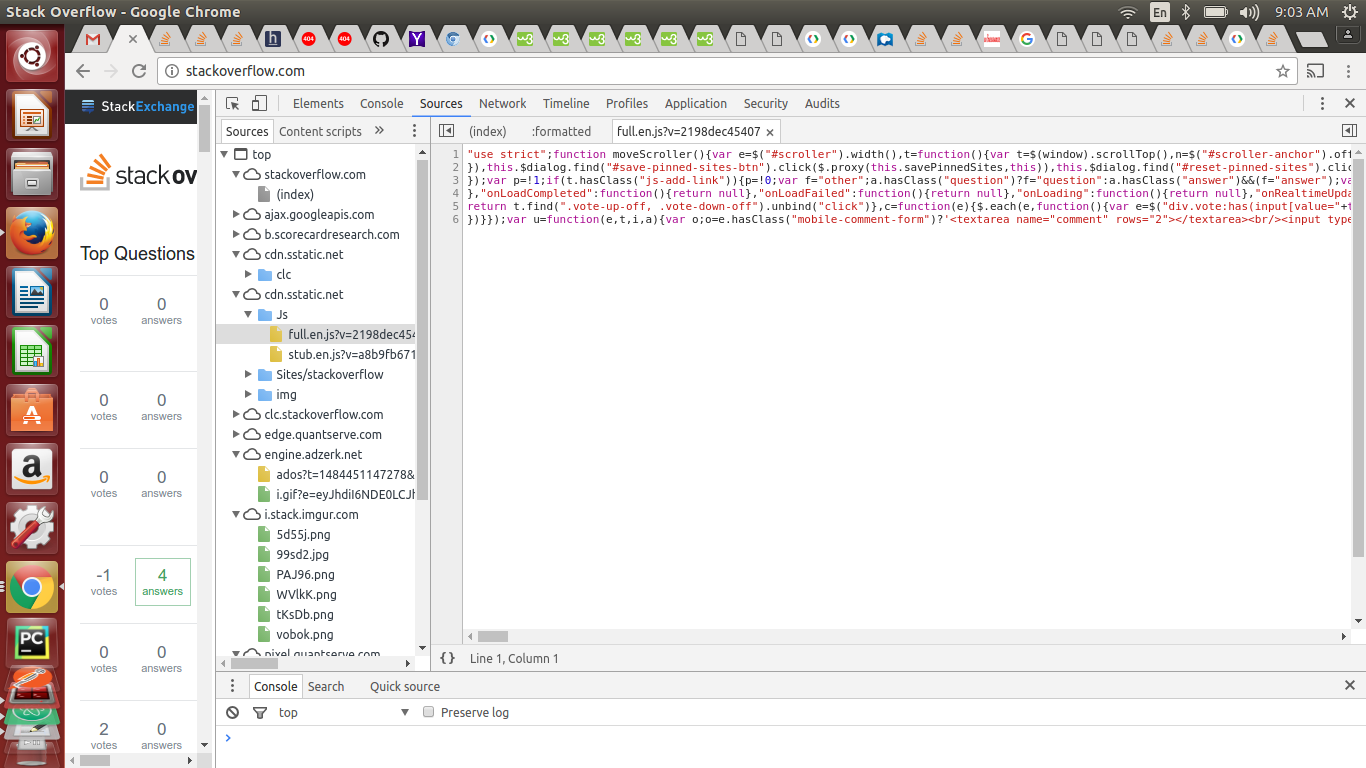 Stack Overflow - Google Chrome
En
9:03 AM
stackoverflow.com
StackExchange
stack ov
Top Questions
0 0
votes answers
0 0
votes answers
0 0
votes answers
-1 4
votes answers
0 0
votes answers
2 0
votes answers
Elements Console Sources Network Timeline Profiles Application Security Audits
Sources Content scripts »
top
stackoverflow.com
(index)
ajax.googleapis.com
b.scorecardresearch.com
cdn.sstatic.net
clc
cdn.sstatic.net
Js
full.en.js?v=2198dec454
stub.en.js?v=a8b9fb671
Sites/stackoverflow
img
clc.stackoverflow.com
edge.quantserve.com
engine.adzerk.net
ados?t=1484451147278&
i.gif?e=eyJhdiI6NDE0LCJh
i.stack.imgur.com
5d55j.png
99sd2.jpg
PAJ96.png
WVlkK.png
tKsDb.png
vobok.png
pixel.quantserve.com
(index) :formatted full.en.js?v=2198dec45407 ×
1 "use strict";function moveScroller(){var e=$("#scroller").width(),t=function(){var t=$(window).scrollTop(),n=$("#scroller-anchor").off
2 }),this.$dialog.find("#save-pinned-sites-btn").click($.proxy(this.savePinnedSites,this)),this.$dialog.find("#reset-pinned-sites").clic
3 });var p=!1;if(t.hasClass("js-add-link")){p=!0;var f="other";a.hasClass("question")?f="question":a.hasClass("answer")&&(f="answer");va
4 },"onLoadCompleted":function(){return null},"onLoadFailed":function(){return null},"onLoading":function(){return null},"onRealtimeUpda
5 return t.find(".vote-up-off, .vote-down-off").unbind("click")},c=function(e){$.each(e,function(){var e=$("div.vote:has(input[value="+t
6 })}});var u=function(e,t,i,a){var o;o=e.hasClass("mobile-comment-form")?'<textarea name="comment" rows="2"></textarea><br/><input type
{} Line 1, Column 1
Console Search Quick source
top
Preserve log